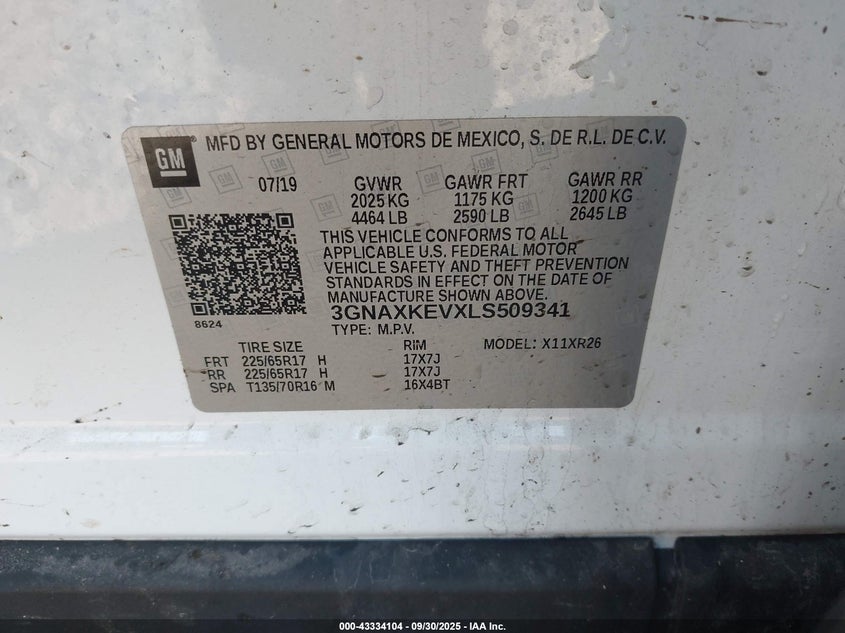 GM MFD BY GENERAL MOTORS DE MEXICO, S. DE R.L. DE C.V.
07/19 GVWR GAWR FRT GAWR RR
2025 KG 1175 KG 1200 KG
4464 LB 2590 LB 2645 LB
THIS VEHICLE CONFORMS TO ALL
APPLICABLE U.S. FEDERAL MOTOR
VEHICLE SAFETY AND THEFT PREVENTION
STANDARDS IN EFFECT ON THE DATE OF
MANUFACTURE SHOWN ABOVE.
3GNAXKEVXLS509341
8624
TYPE: M.P.V.
TIRE SIZE RIM MODEL: X11XR26
FRT 225/65R17 H 17X7J
RR 225/65R17 H 17X7J
SPA T135/70R16 M 16X4BT
000-43334104 - 09/30/2025 - IAA Inc.